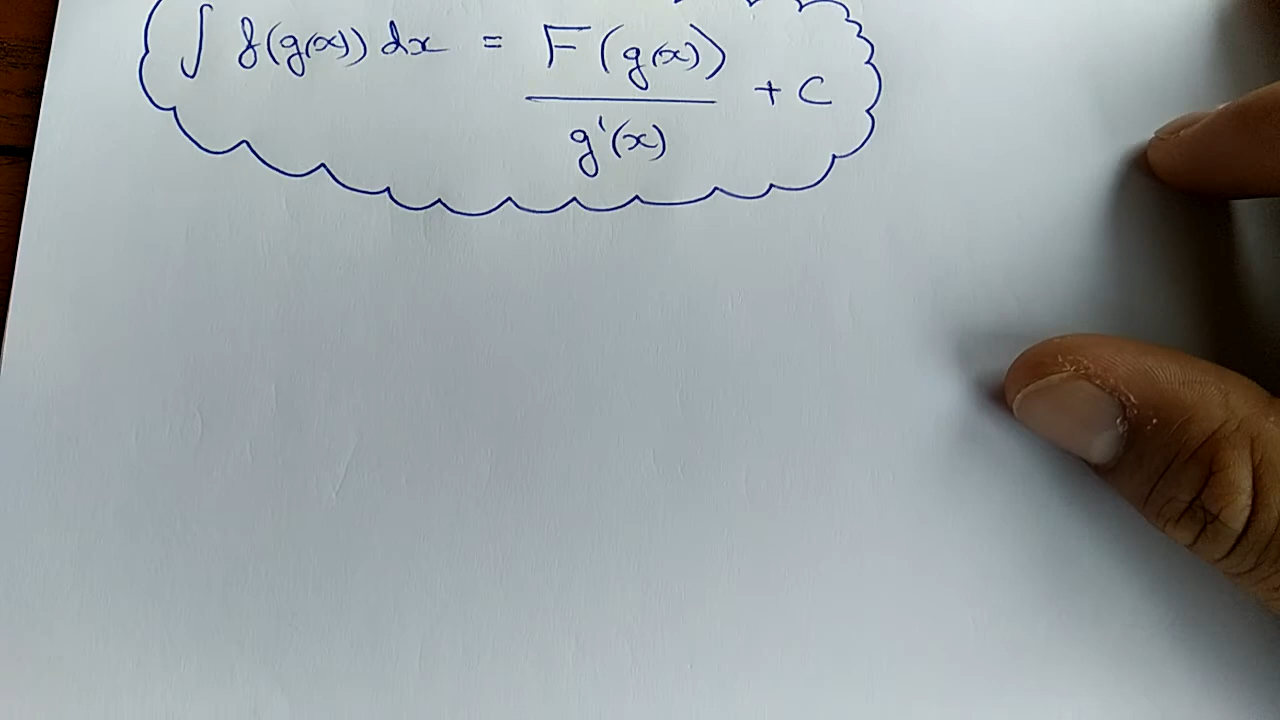 ∫ f(g(x)) dx = F(g(x)) / g'(x) + C